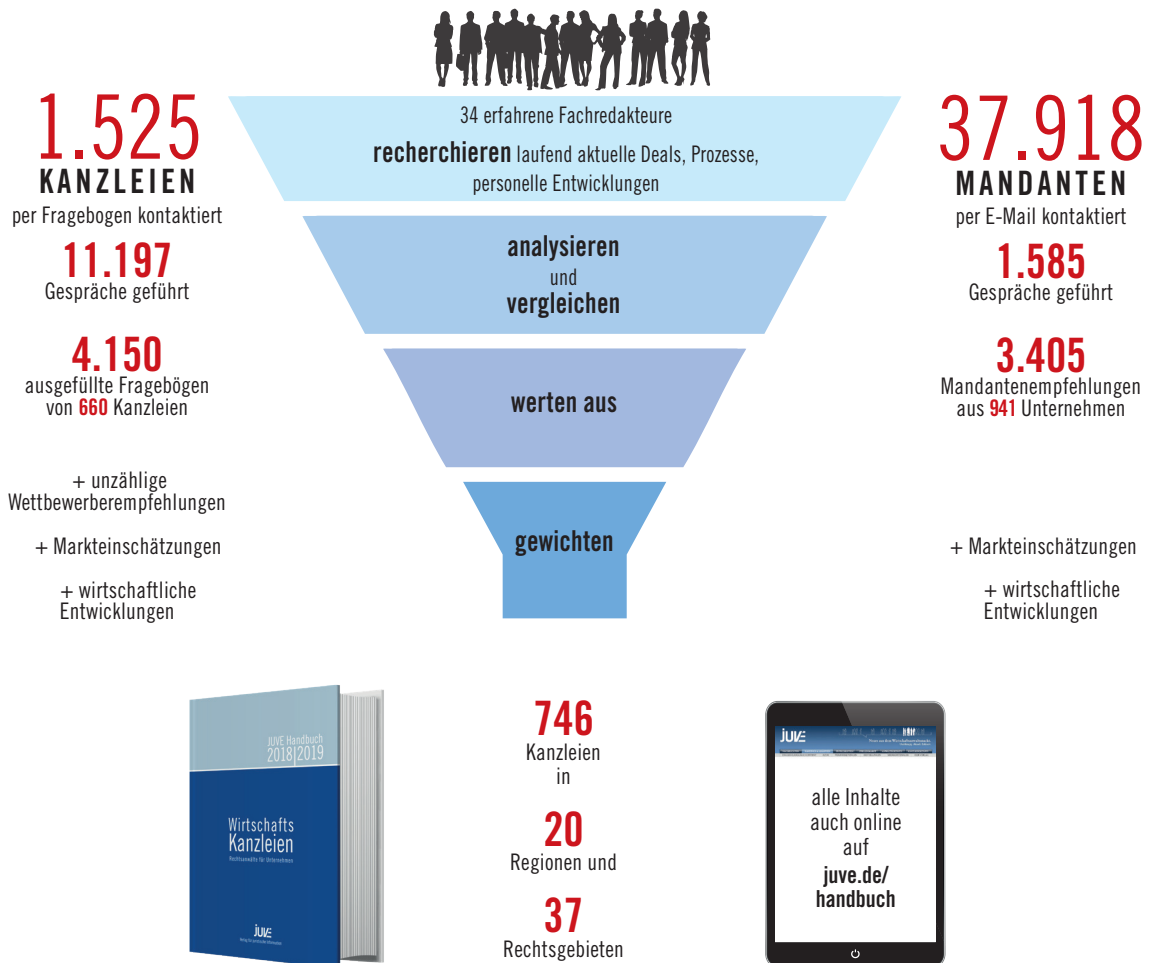 1.525
KANZLEIEN
per Fragebogen kontaktiert
11.197
Gespräche geführt
4.150
ausgefüllte Fragebögen
von 660 Kanzleien
+ unzählige
Wettbewerberempfehlungen
+ Markteinschätzungen
+ wirtschaftliche
Entwicklungen
34 erfahrene Fachredakteure
recherchieren laufend aktuelle Deals, Prozesse,
personelle Entwicklungen
analysieren
und
vergleichen
werten aus
gewichten
37.918
MANDANTEN
per E-Mail kontaktiert
1.585
Gespräche geführt
3.405
Mandantenempfehlungen
aus 941 Unternehmen
+ Markteinschätzungen
+ wirtschaftliche
Entwicklungen
JUVE Handbuch
2018|2019
Wirtschafts
Kanzleien
Rechtsanwälte für Unternehmen
JUVE
746
Kanzleien
in
20
Regionen und
37
Rechtsgebieten
JUVE
alle Inhalte
auch online
auf
juve.de/
handbuch